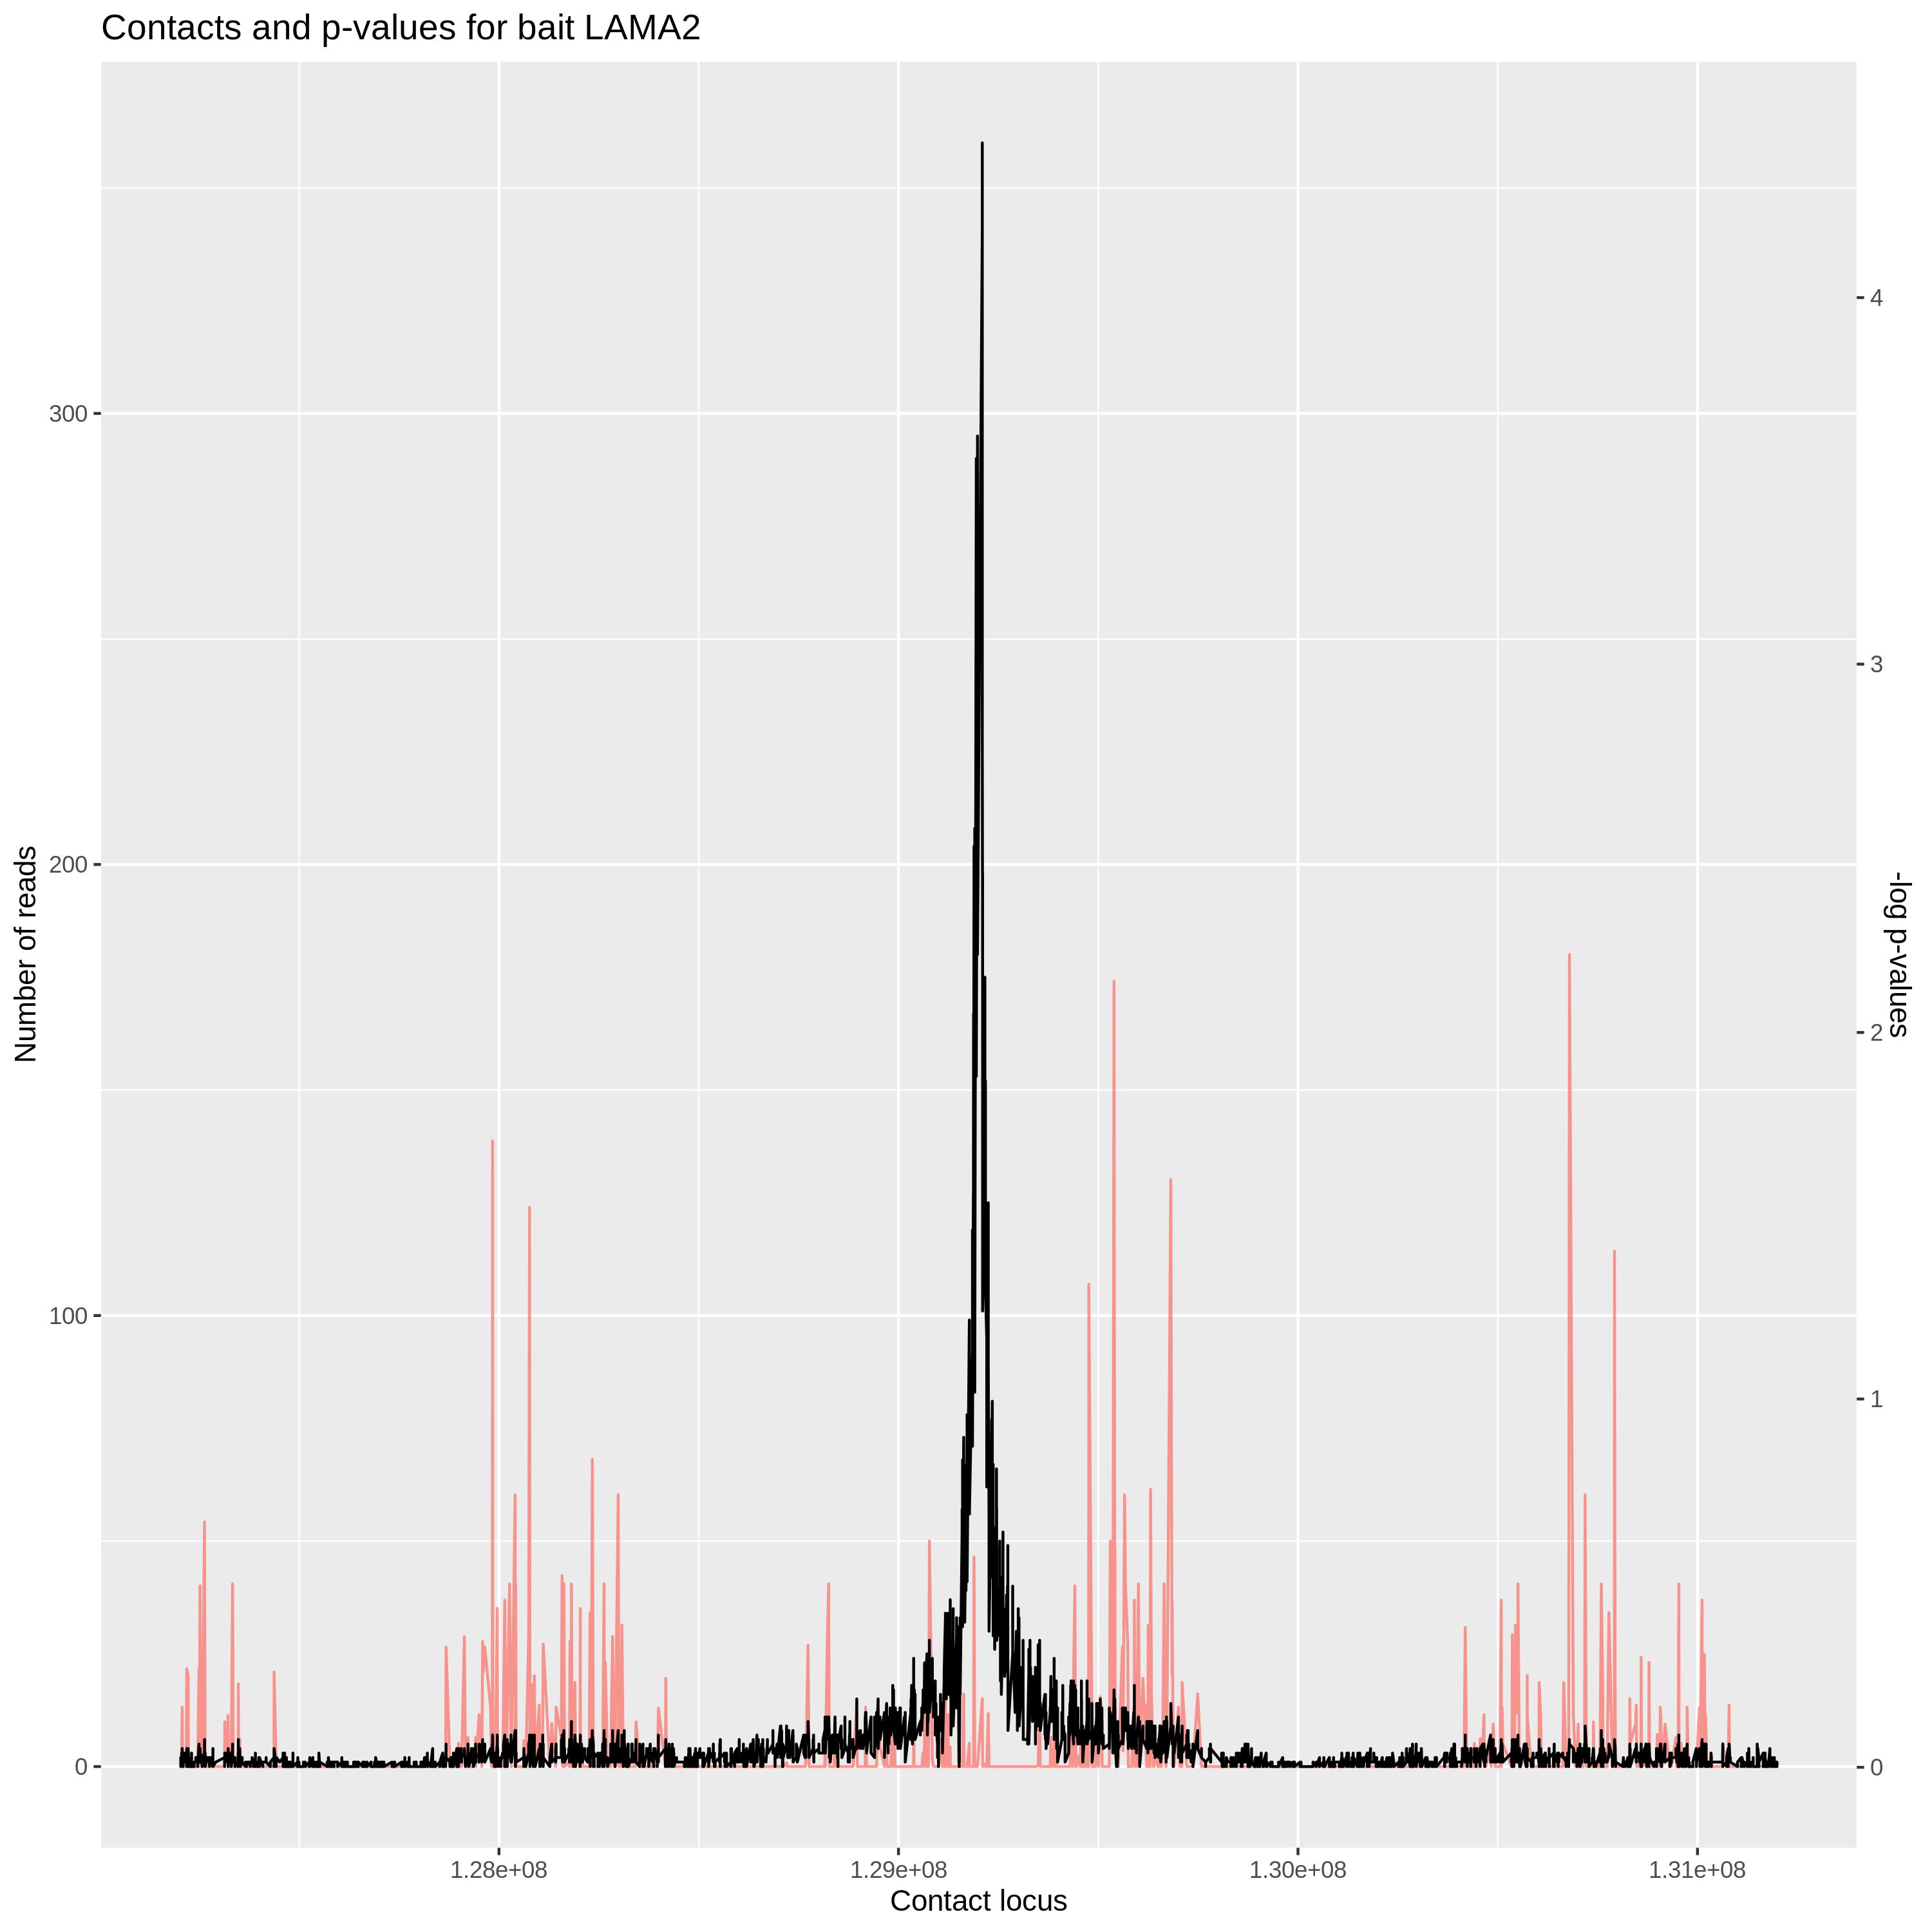 Contacts and p-values for bait LAMA2
Number of reads
300
200
100
0
4
3
2
1
0
-log p-values
1.28e+08
1.29e+08
1.30e+08
1.31e+08
Contact locus